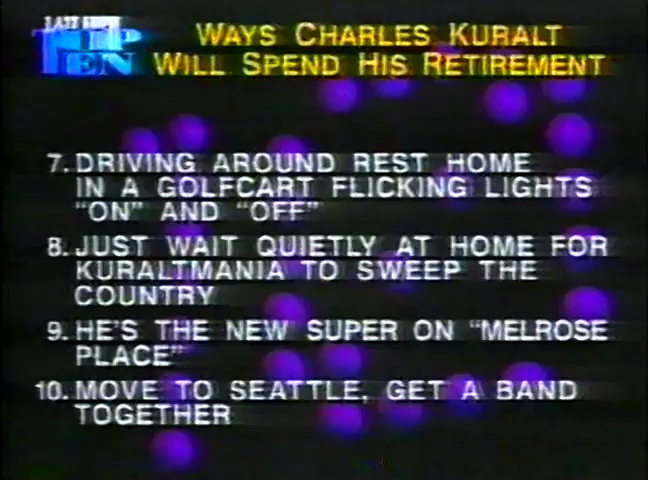 LATE SHOW
TOP
TEN
WAYS CHARLES KURALT
WILL SPEND HIS RETIREMENT
7. DRIVING AROUND REST HOME
IN A GOLFCART FLICKING LIGHTS
"ON" AND "OFF"
8. JUST WAIT QUIETLY AT HOME FOR
KURALTMANIA TO SWEEP THE
COUNTRY
9. HE'S THE NEW SUPER ON "MELROSE
PLACE"
10. MOVE TO SEATTLE, GET A BAND
TOGETHER